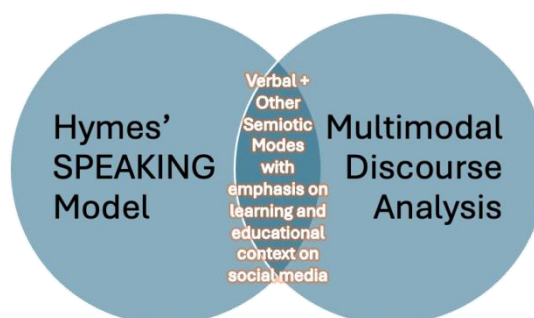 Hymes’
SPEAKING
Model
Verbal +
Other
Semiotic
Modes
with
emphasis on
learning and
educational
context on
social media
Multimodal
Discourse
Analysis